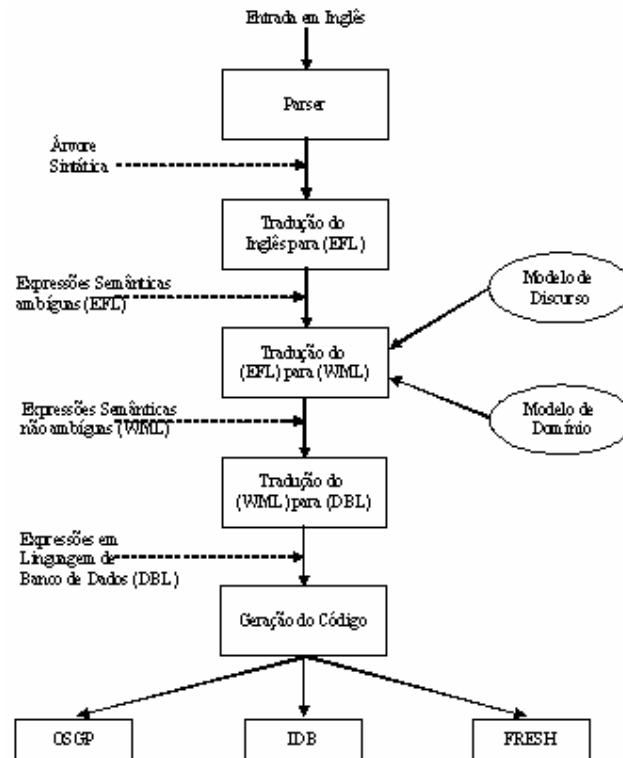 Entrada em Inglês
Parser
Árvore
Sintática
Tradução do
Inglês para (EFL)
Expressões Semânticas
ambíguas (EFL)
Modelo de
Discurso
Tradução do
(EFL) para (WML)
Expressões Semânticas
não ambíguas (WML)
Modelo de
Domínio
Tradução do
(WML) para (DBL)
Expressões em
Linguagem de
Banco de Dados (DBL)
Geração do Código
OSGP
IDB
FRESH